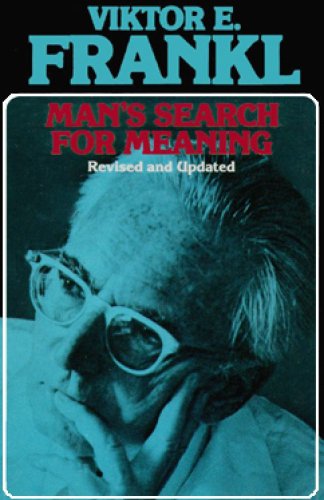 VIKTOR E.
FRANKL
MAN'S SEARCH
FOR MEANING
Revised and Updated